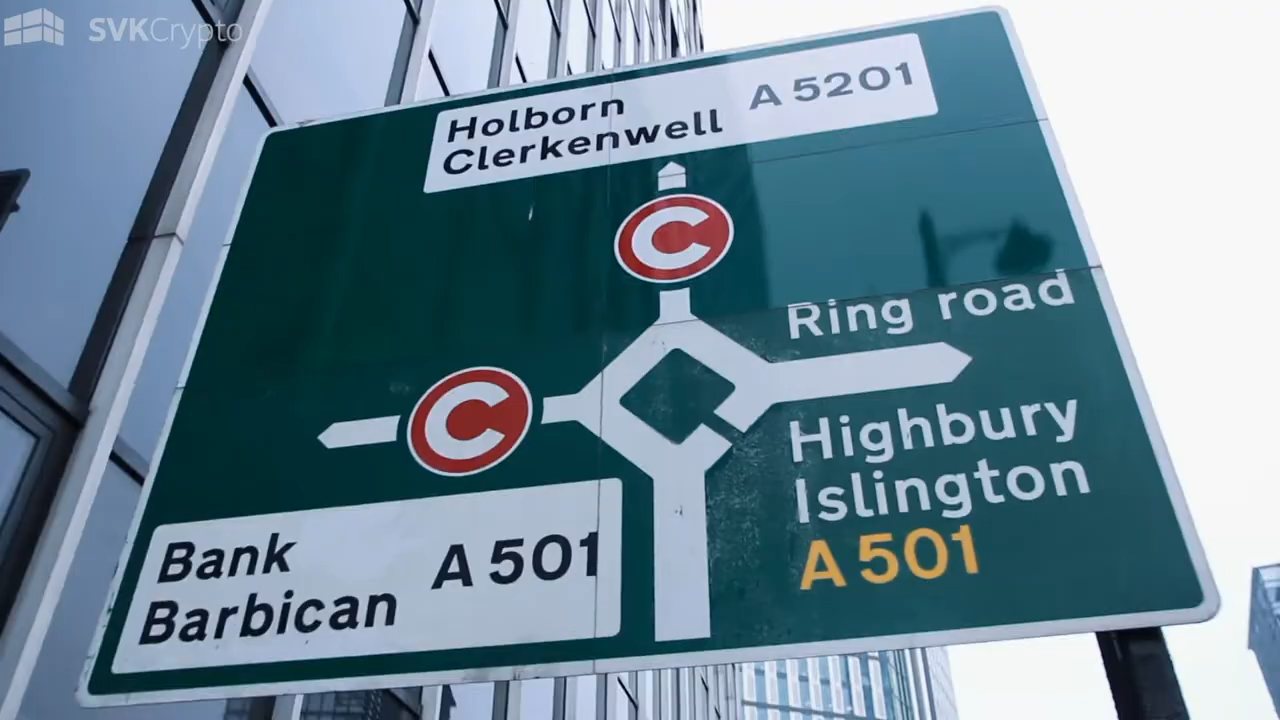 SVKCrypto
Holborn
Clerkenwell
A5201
C
Ring road
C
Highbury
Islington
A501
Bank
Barbican
A501